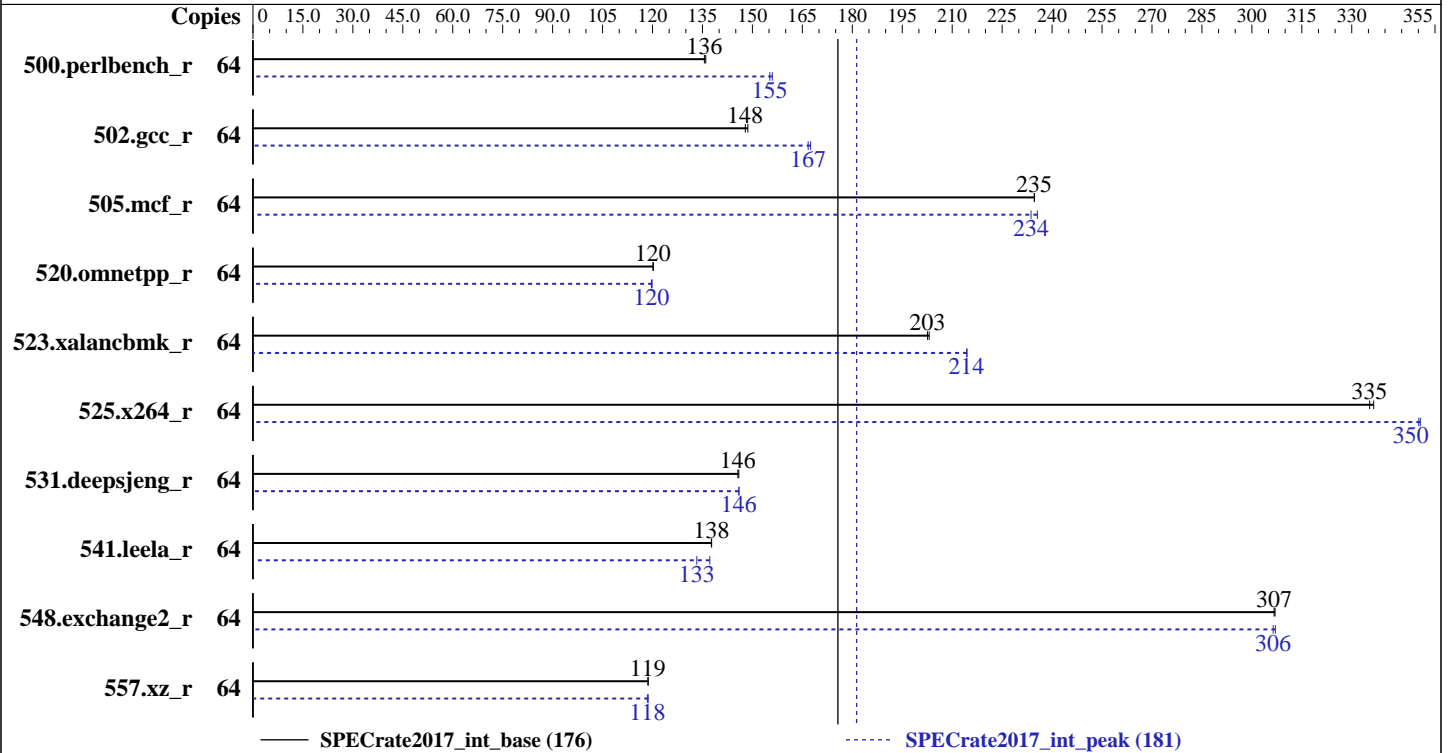 Copies 0 15.0 30.0 45.0 60.0 75.0 90.0 105 120 135 150 165 180 195 210 225 240 255 270 285 300 315 330 355
136
500.perlbench_r 64
155
148
502.gcc_r 64
167
235
505.mcf_r 64
234
120
520.omnetpp_r 64
120
203
523.xalancbmk_r 64
214
335
525.x264_r 64
350
146
531.deepsjeng_r 64
146
138
541.leela_r 64
133
307
548.exchange2_r 64
306
119
557.xz_r 64
118
SPECrate2017_int_base (176) SPECrate2017_int_peak (181)